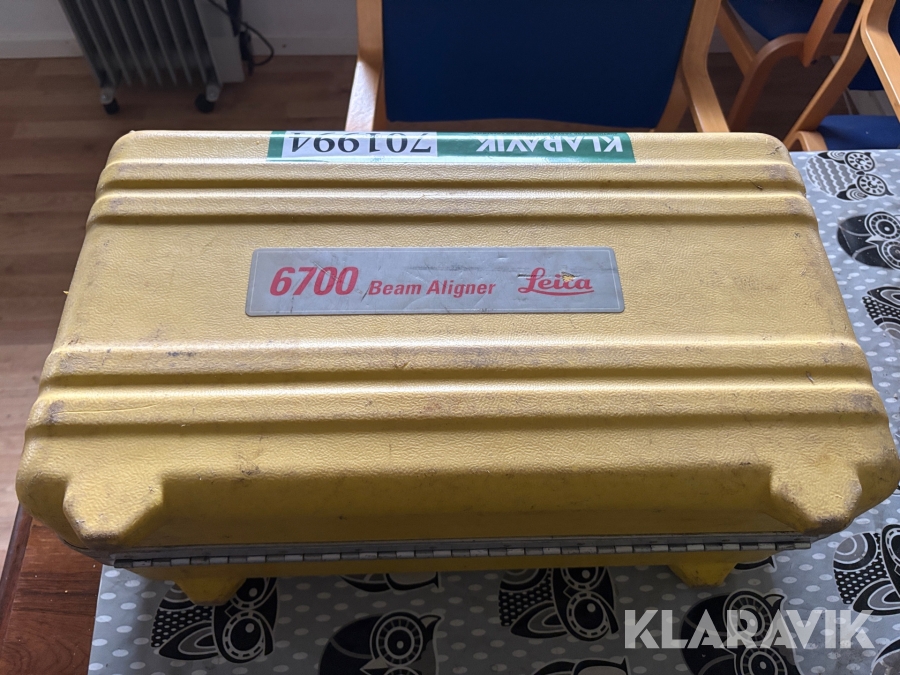 701994 KLARAVIK
6700 Beam Aligner Leica
KLARAVIK